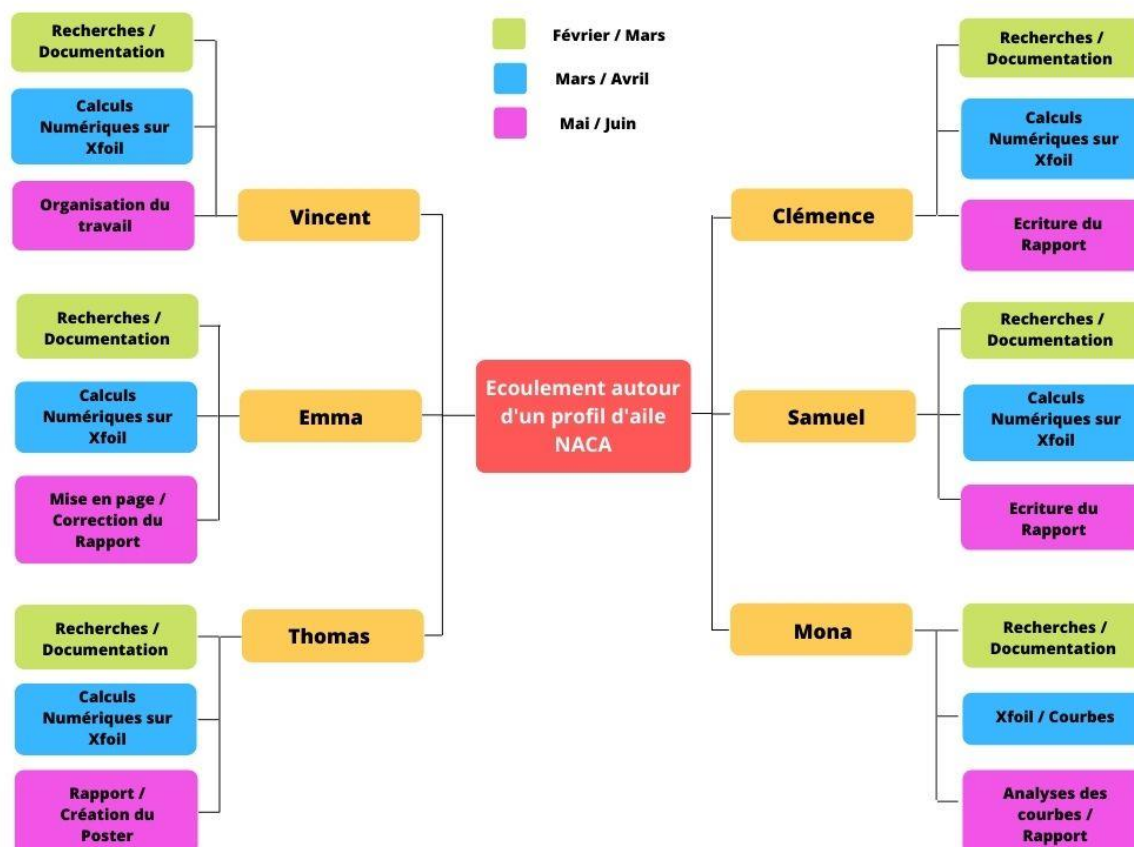 Recherches /
Documentation
Calculs
Numériques sur
Xfoil
Organisation du
travail
Vincent
Février / Mars
Mars / Avril
Mai / Juin
Recherches /
Documentation
Calculs
Numériques sur
Xfoil
Ecriture du
Rapport
Clémence
Recherches /
Documentation
Calculs
Numériques sur
Xfoil
Mise en page /
Correction du
Rapport
Emma
Ecoulement autour
d'un profil d'aile
NACA
Samuel
Recherches /
Documentation
Calculs
Numériques sur
Xfoil
Ecriture du
Rapport
Recherches /
Documentation
Calculs
Numériques sur
Xfoil
Rapport /
Création du
Poster
Thomas
Mona
Recherches /
Documentation
Xfoil / Courbes
Analyses des
courbes /
Rapport